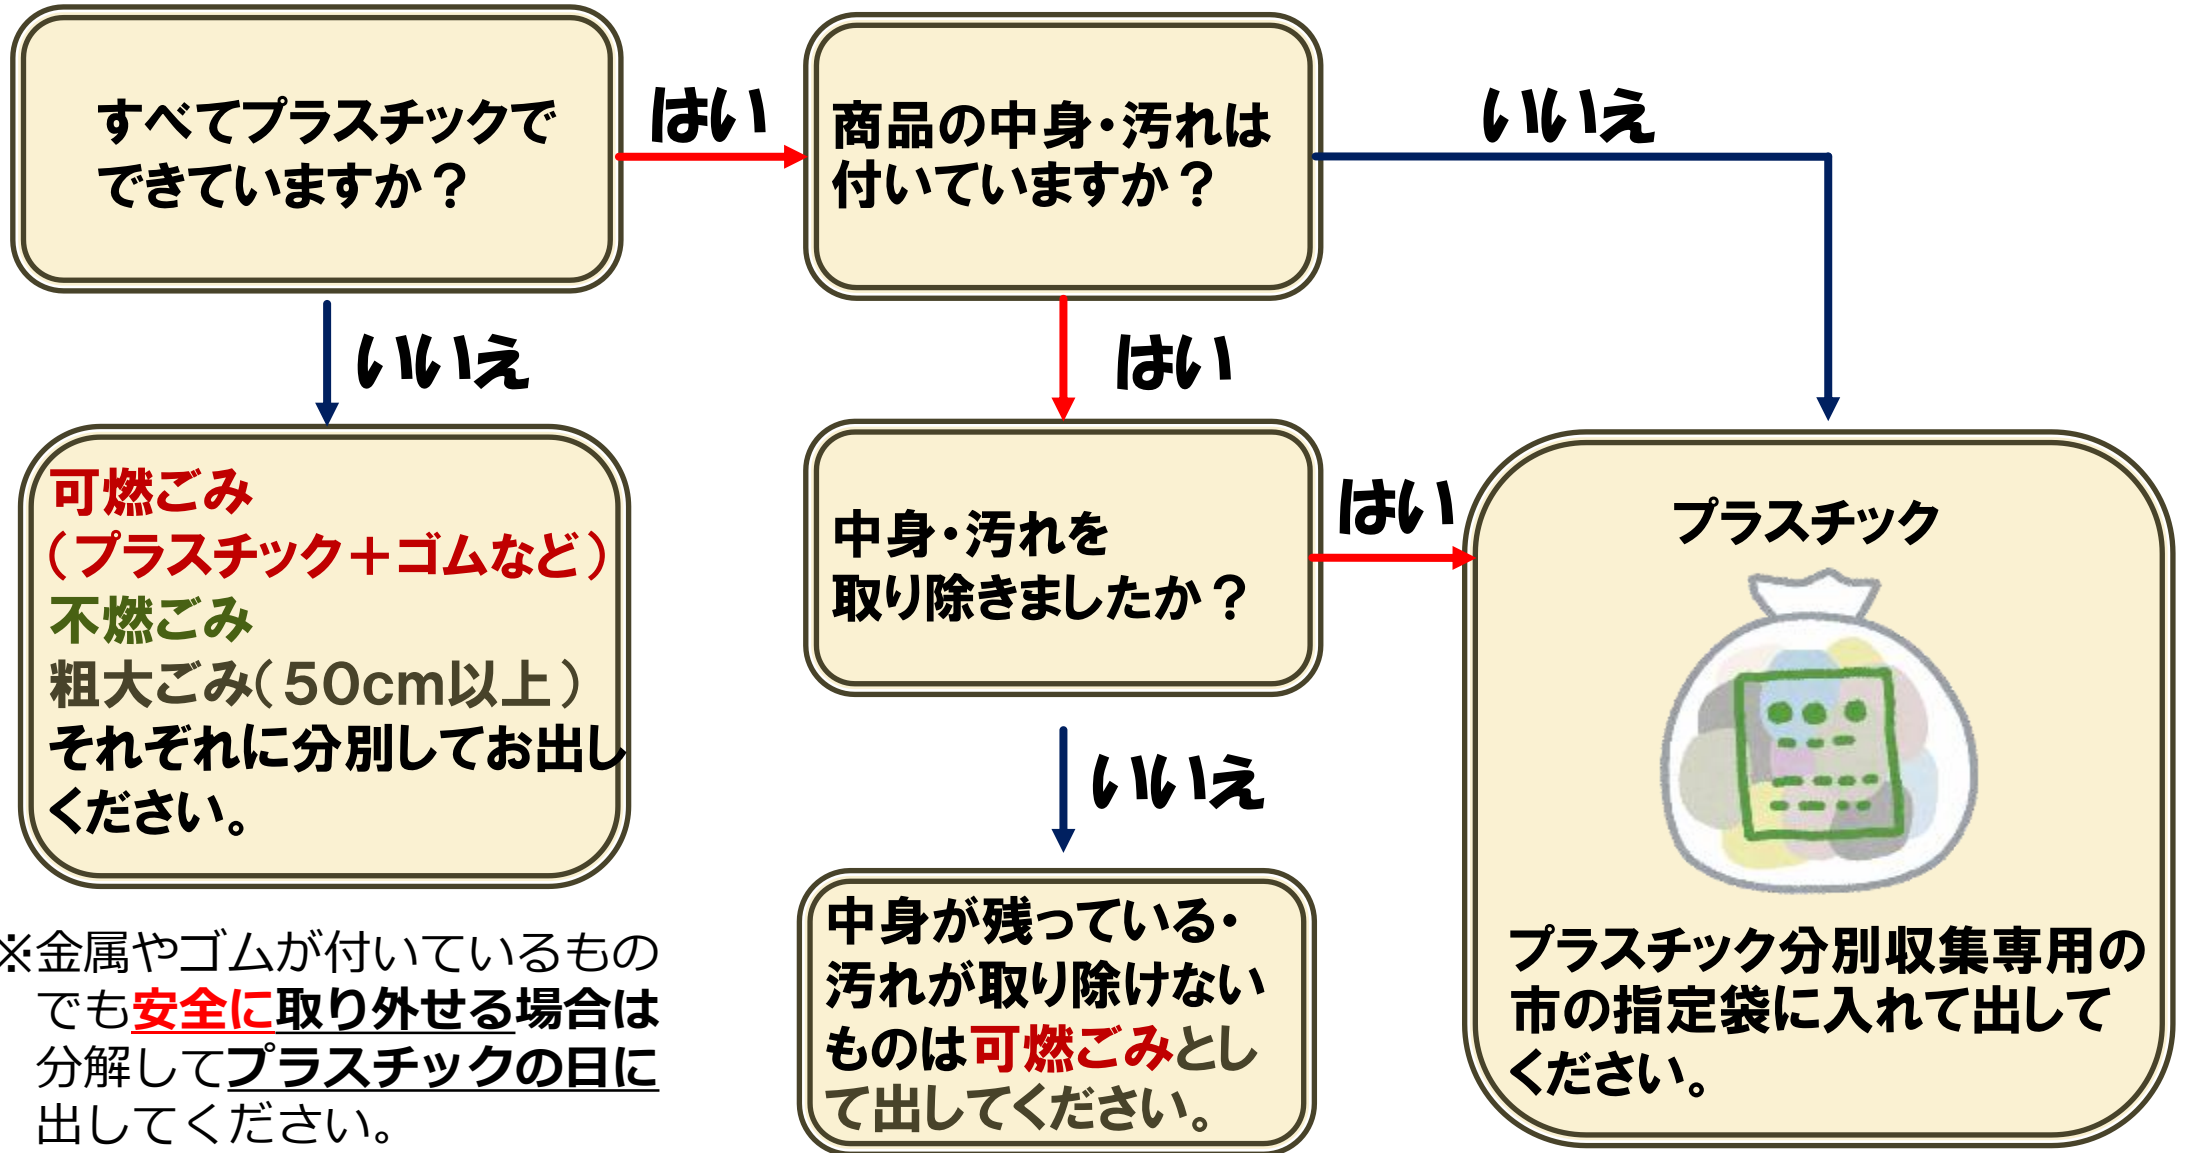 すべてプラスチックで
できていますか？
はい
商品の中身・汚れは
付いていますか？
いいえ
いいえ
はい
可燃ごみ
（プラスチック＋ゴムなど）
不燃ごみ
粗大ごみ（50cm以上）
それぞれに分別してお出し
ください。
中身・汚れを
取り除きましたか？
はい
プラスチック
プラスチック分別収集専用の
市の指定袋に入れて出して
ください。
いいえ
中身が残っている・
汚れが取り除けない
ものは可燃ごみとし
て出してください。
※金属やゴムが付いているもの
でも安全に取り外せる場合は
分解してプラスチックの日に
出してください。